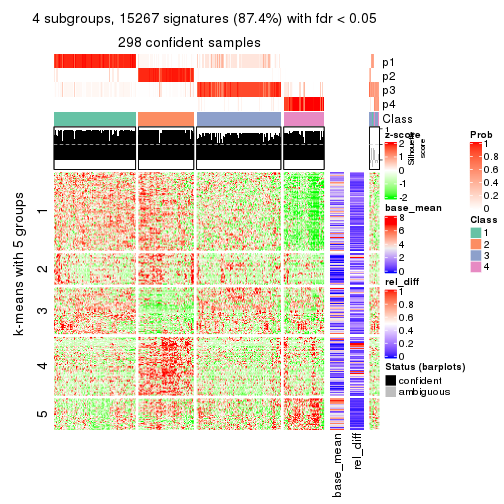 4 subgroups, 15267 signatures (87.4%) with fdr < 0.05
298 confident samples
p1
p2
p3
p4
Class
1
Silhouette
score
k-means with 5 groups
1
2
3
4
5
base_mean
rel_diff
z-score
2
1
0
-1
-2
base_mean
8
6
4
2
0
rel_diff
1
0.8
0.6
0.4
0.2
0
Status (barplots)
confident
ambiguous
Prob
1
0.8
0.6
0.4
0.2
0
Class
1
2
3
4